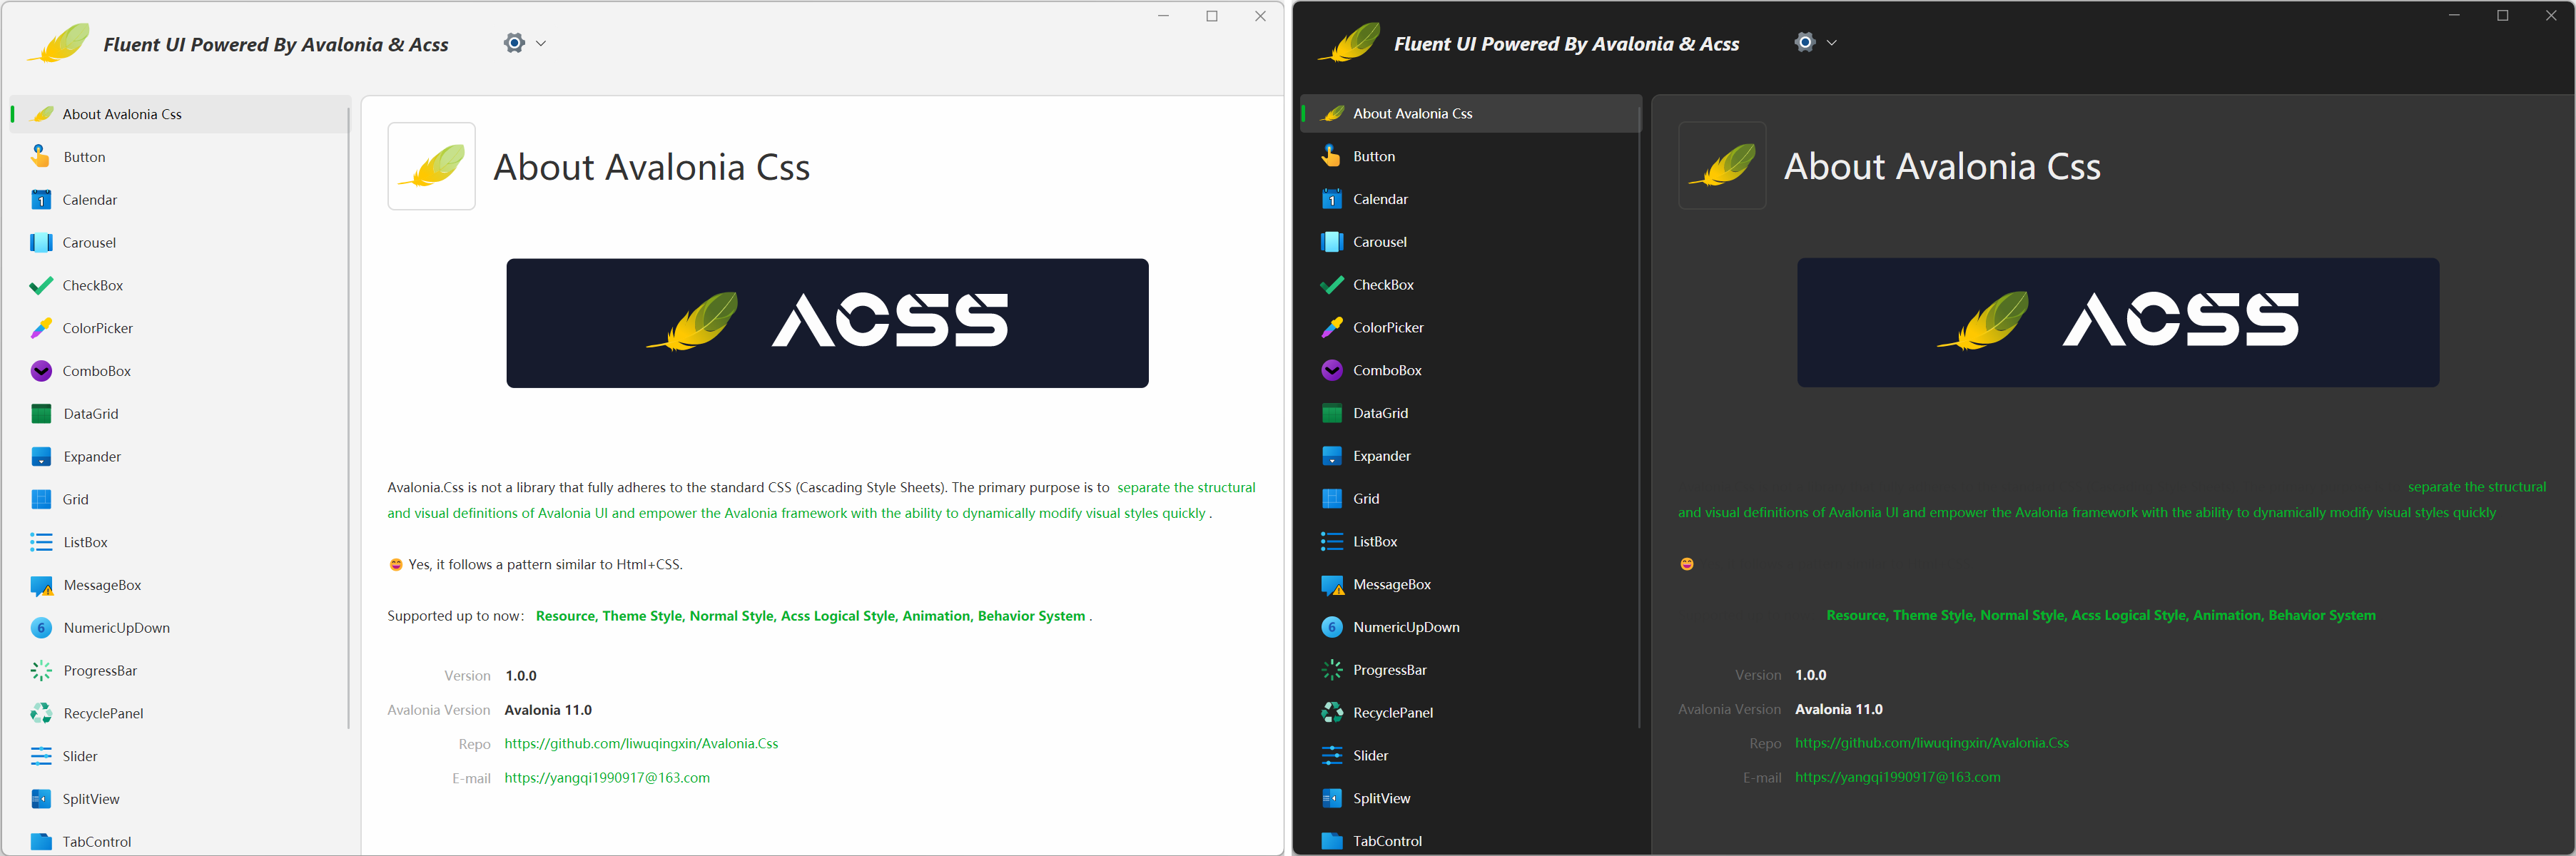 Fluent UI Powered By Avalonia & Acss
About Avalonia Css
Button
Calendar
1
Carousel
CheckBox
ColorPicker
ComboBox
DataGrid
Expander
Grid
ListBox
MessageBox
6
NumericUpDown
ProgressBar
RecyclePanel
Slider
SplitView
TabControl
About Avalonia Css
ACSS
Avalonia.Css is not a library that fully adheres to the standard CSS (Cascading Style Sheets). The primary purpose is to separate the structural
and visual definitions of Avalonia UI and empower the Avalonia framework with the ability to dynamically modify visual styles quickly .
😄 Yes, it follows a pattern similar to Html+CSS.
Supported up to now： Resource, Theme Style, Normal Style, Acss Logical Style, Animation, Behavior System .
Version 1.0.0
Avalonia Version Avalonia 11.0
Repo https://github.com/liwuqingxin/Avalonia.Css
E-mail https://yangqi1990917@163.com
Fluent UI Powered By Avalonia & Acss
About Avalonia Css
Button
1
Calendar
Carousel
CheckBox
ColorPicker
ComboBox
DataGrid
Expander
Grid
ListBox
MessageBox
6
NumericUpDown
ProgressBar
RecyclePanel
Slider
SplitView
TabControl
About Avalonia Css
ACSS
separate the structural
and visual definitions of Avalonia UI and empower the Avalonia framework with the ability to dynamically modify visual styles quickly
😄
Resource, Theme Style, Normal Style, Acss Logical Style, Animation, Behavior System
Version 1.0.0
Avalonia Version Avalonia 11.0
Repo https://github.com/liwuqingxin/Avalonia.Css
E-mail https://yangqi1990917@163.com